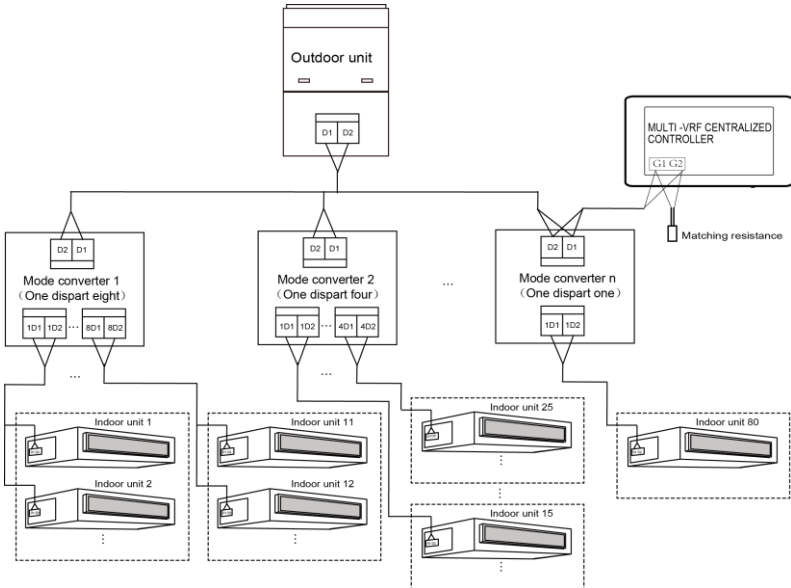 Outdoor unit
D1 D2
MULTI -VRF CENTRALIZED
CONTROLLER
G1 G2
Matching resistance
D2 D1
Mode converter 1
（One dispart eight）
1D1 1D2 ... 8D1 8D2
...
D2 D1
Mode converter 2
（One dispart four）
1D1 1D2 ... 4D1 4D2
...
...
D2 D1
Mode converter n
（One dispart one）
1D1 1D2
Indoor unit 1
Indoor unit 2
Indoor unit 11
Indoor unit 12
Indoor unit 25
Indoor unit 15
Indoor unit 80